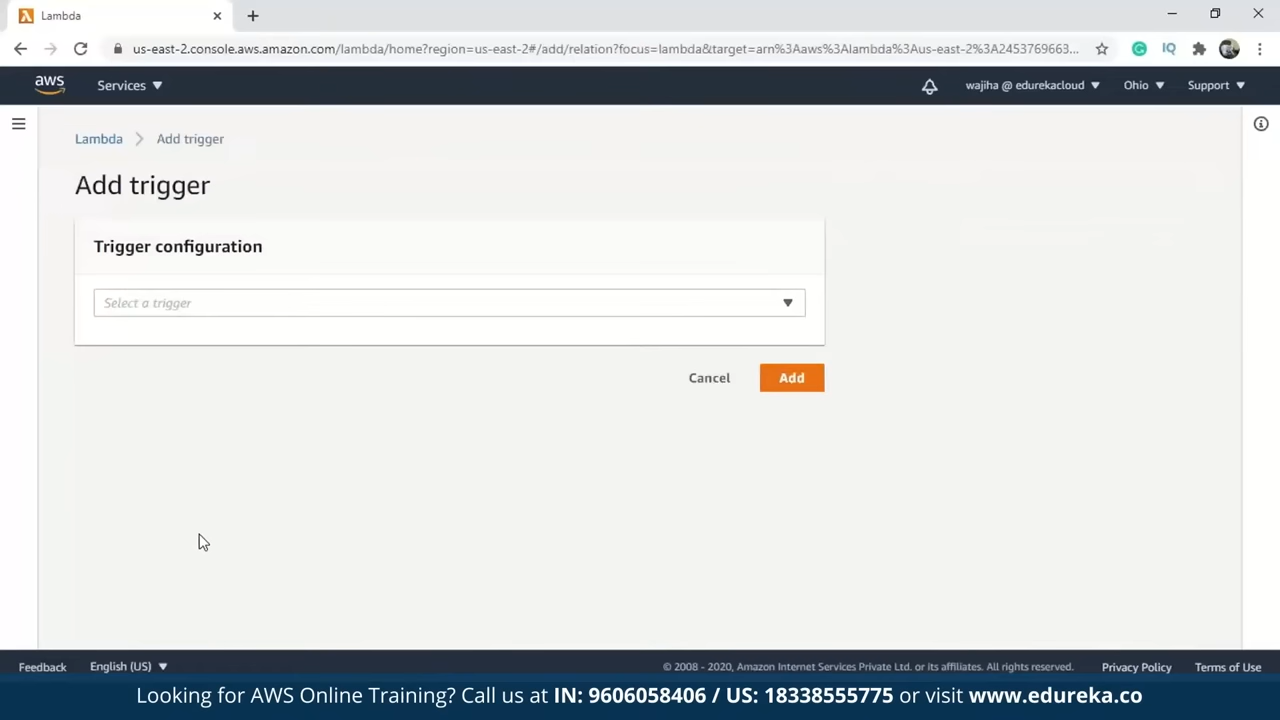 Lambda
us-east-2.console.aws.amazon.com/lambda/home?region=us-east-2#/add/relation?focus=lambda&target=arn%3Aaws%3Alambda%3Aus-east-2%3A2453769663...
IQ
aws Services wajiha @ edurekacloud Ohio Support
Lambda Add trigger
Add trigger
Trigger configuration
Select a trigger
Cancel Add
Feedback English (US) © 2008 - 2020, Amazon Internet Services Private Ltd. or its affiliates. All rights reserved. Privacy Policy Terms of Use
Looking for AWS Online Training? Call us at IN: 9606058406 / US: 18338555775 or visit www.edureka.co